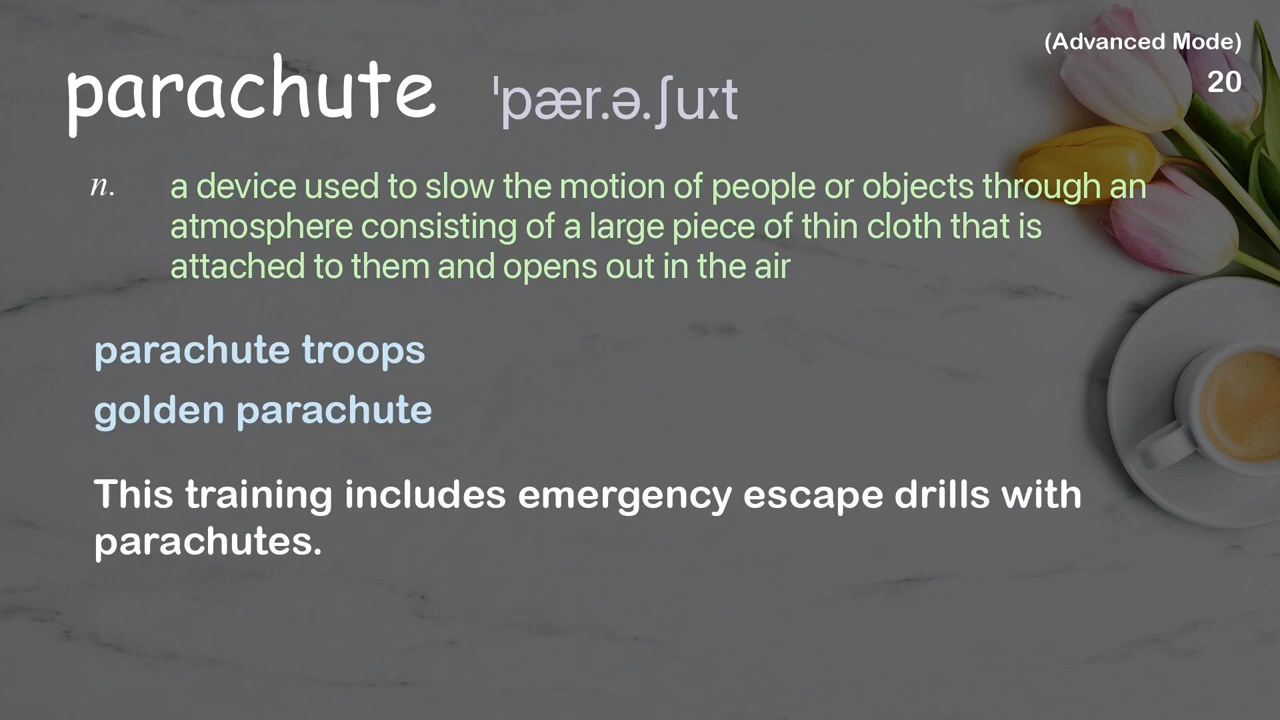 (Advanced Mode)
parachute ˈpær.ə.ʃuːt
20
n. a device used to slow the motion of people or objects through an
atmosphere consisting of a large piece of thin cloth that is
attached to them and opens out in the air
parachute troops
golden parachute
This training includes emergency escape drills with
parachutes.